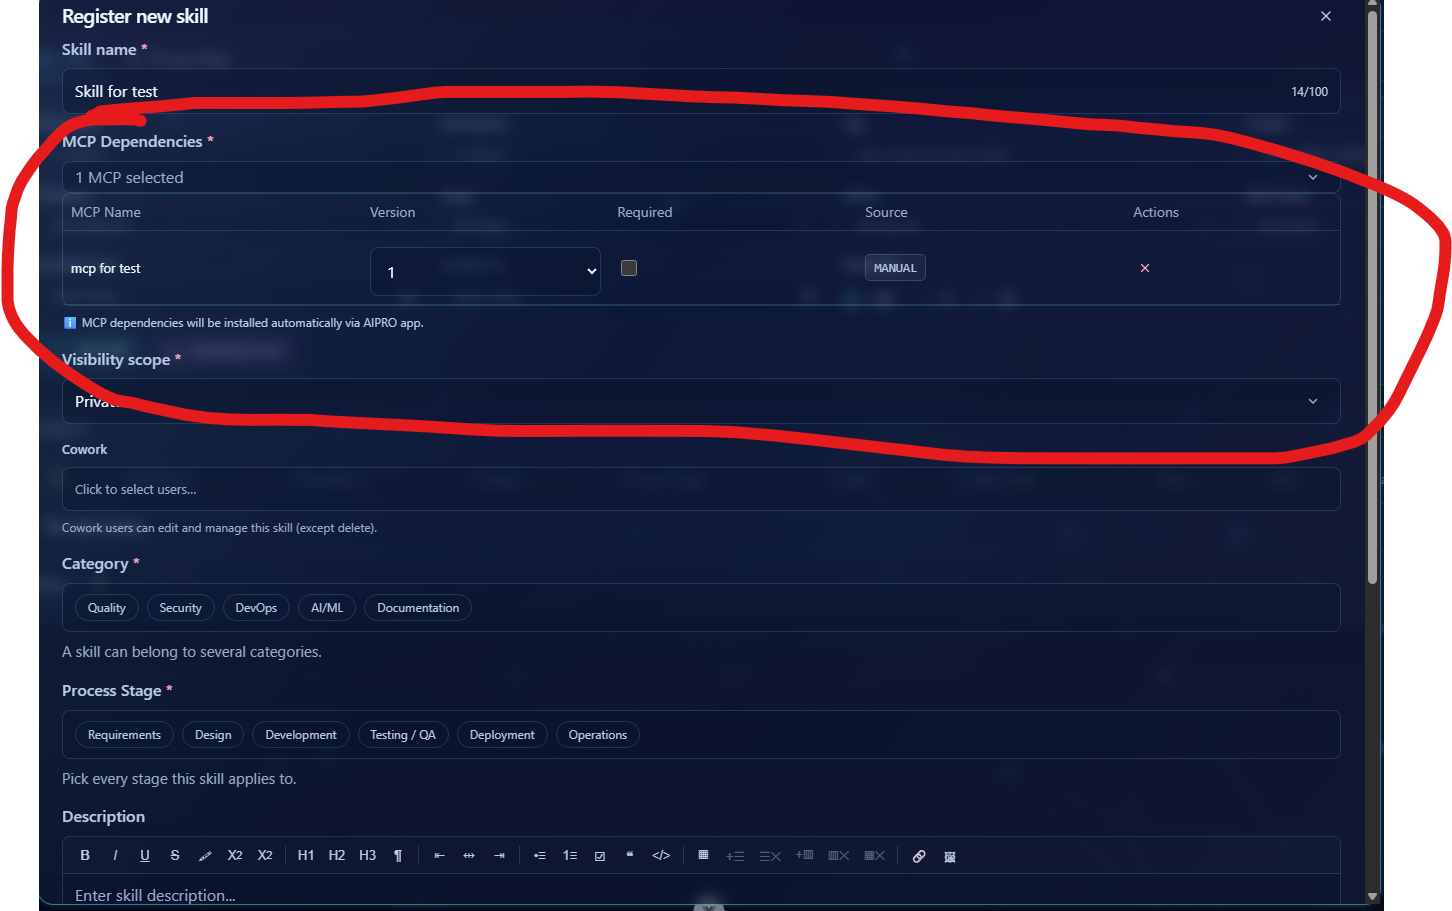 Register new skill
Skill name *
Skill for test 14/100
MCP Dependencies *
1 MCP selected
MCP Name Version Required Source Actions
mcp for test 1 MANUAL
MCP dependencies will be installed automatically via AIPRO app.
Visibility scope *
Cowork
Click to select users...
Cowork users can edit and manage this skill (except delete).
Category *
Quality Security DevOps AI/ML Documentation
A skill can belong to several categories.
Process Stage *
Requirements Design Development Testing / QA Deployment Operations
Pick every stage this skill applies to.
Description
B I U S X2 X2 H1 H2 H3 ¶ </>
Enter skill description...